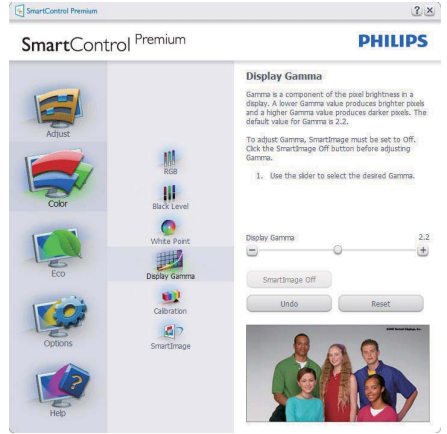 SmartControl Premium
SmartControl Premium
PHILIPS
Adjust
Color
Eco
Options
Help
RGB
Black Level
White Point
Display Gamma
Calibration
SmartImage
Display Gamma
Gamma is a component of the pixel brightness in a
display. A lower Gamma value produces brighter pixels
and a higher Gamma value produces darker pixels. The
default value for Gamma is 2.2.
To adjust Gamma, SmartImage must be set to Off.
Click the SmartImage Off button before adjusting
Gamma.
1. Use the slider to select the desired Gamma.
Display Gamma 2.2
SmartImage Off
Undo Reset